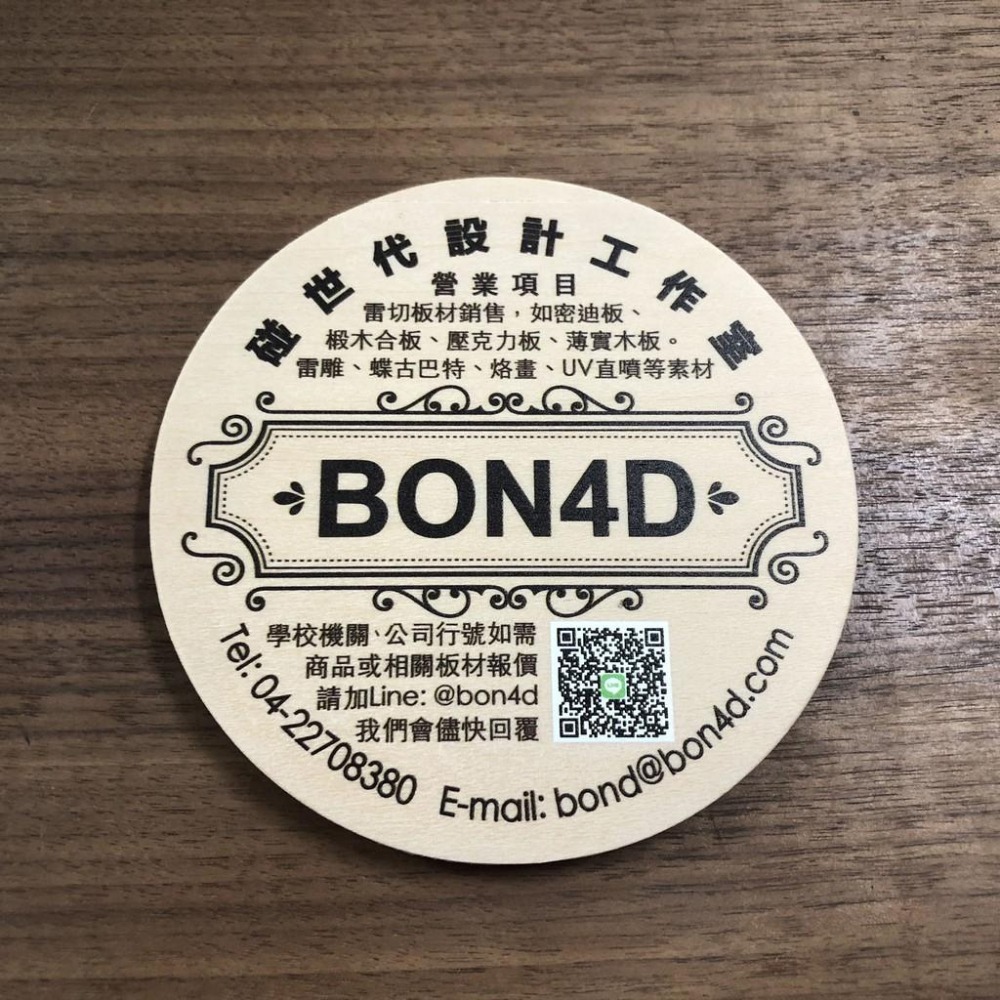 碰世代設計工作室
營業項目
雷切板材銷售，如密迪板、
椴木合板、壓克力板、薄實木板。
雷雕、蝶古巴特、烙畫、UV直噴等素材
BON4D
學校機關、公司行號如需
商品或相關板材報價
請加Line: @bon4d
我們會儘快回覆
Tel: 04-22708380
E-mail: bond@bon4d.com